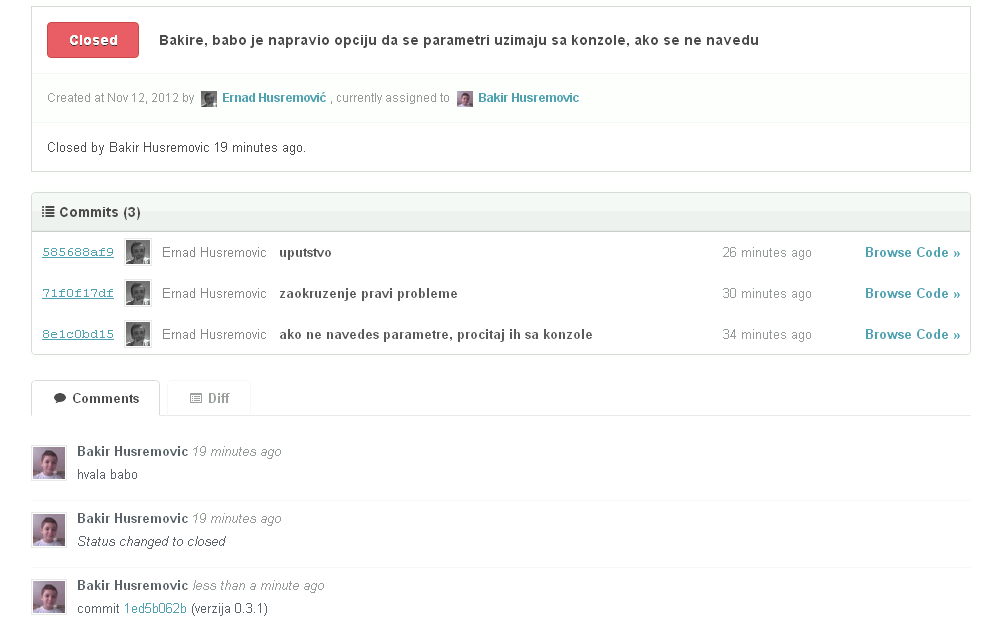 Closed Bakire, babo je napravio opciju da se parametri uzimaju sa konzole, ako se ne navedu
Created at Nov 12, 2012 by Ernad Husremović , currently assigned to Bakir Husremovic
Closed by Bakir Husremovic 19 minutes ago.
Commits (3)
585688af9 Ernad Husremovic uputstvo 26 minutes ago Browse Code »
71f0f17df Ernad Husremovic zaokruzenje pravi probleme 30 minutes ago Browse Code »
8e1c0bd15 Ernad Husremovic ako ne navedes parametre, procitaj ih sa konzole 34 minutes ago Browse Code »
Comments Diff
Bakir Husremovic 19 minutes ago
hvala babo
Bakir Husremovic 19 minutes ago
Status changed to closed
Bakir Husremovic less than a minute ago
commit 1ed5b062b (verzija 0.3.1)